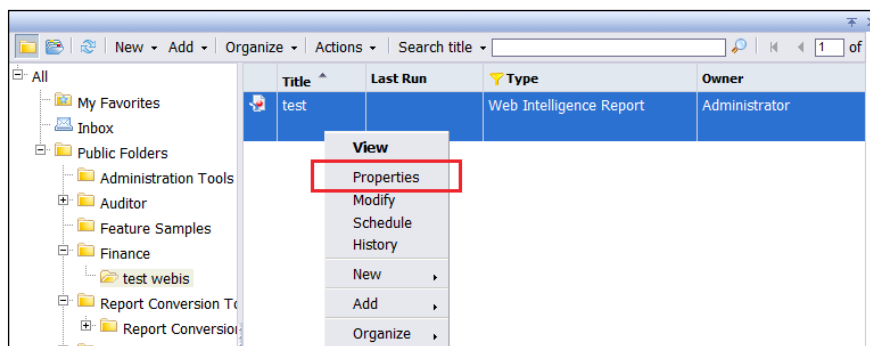 New Add Organize Actions Search title 1 of
All
My Favorites
Inbox
Public Folders
Administration Tools
Auditor
Feature Samples
Finance
test webis
Report Conversion To
Report Conversion
Title Last Run Type Owner
test Web Intelligence Report Administrator
View
Properties
Modify
Schedule
History
New
Add
Organize